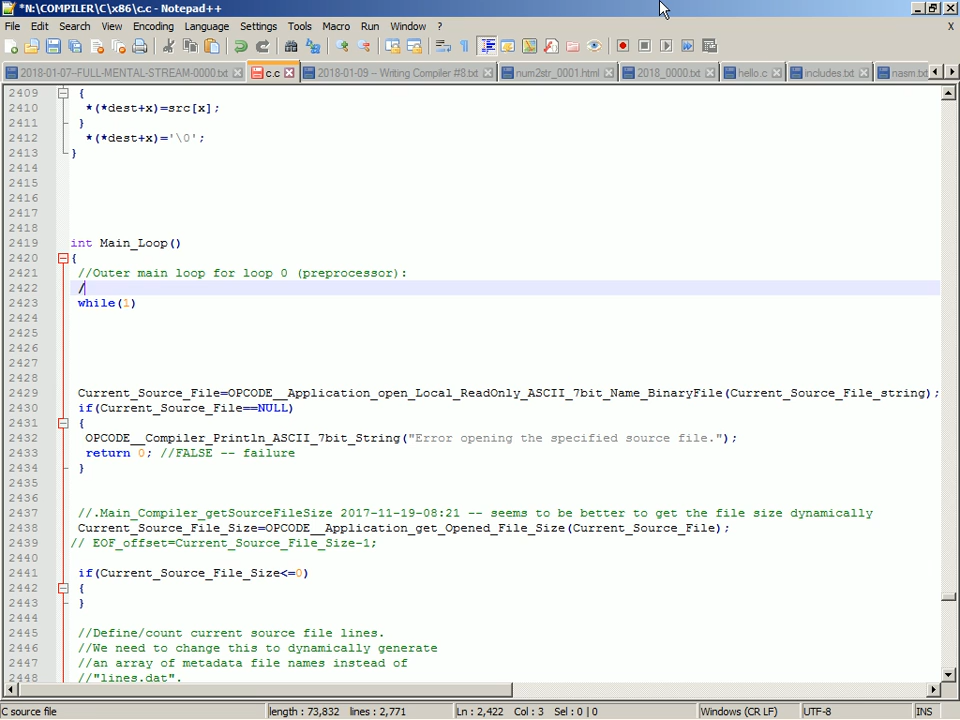 *N:\COMPILER\C\x86\c.c - Notepad++
File Edit Search View Encoding Language Settings Tools Macro Run Window ? X
2018-01-07-FULL-MENTAL-STREAM-0000.txt c.c 2018-01-09 -- Writing Compiler #8.txt num2str_0001.html 2018_0000.txt hello.c includes.txt nasm.tx
2409 {
2410 *(*dest+x)=src[x];
2411 }
2412 *(*dest+x)='\0';
2413 }
2414
2415
2416
2417
2418
2419 int Main_Loop()
2420 {
2421 //Outer main loop for loop 0 (preprocessor):
2422 /
2423 while(1)
2424
2425
2426
2427
2428
2429 Current_Source_File=OPCODE__Application_open_Local_ReadOnly_ASCII_7bit_Name_BinaryFile(Current_Source_File_string);
2430 if(Current_Source_File==NULL)
2431 {
2432 OPCODE__Compiler_Println_ASCII_7bit_String("Error opening the specified source file.");
2433 return 0; //FALSE -- failure
2434 }
2435
2436
2437 //.Main_Compiler_getSourceFileSize 2017-11-19-08:21 -- seems to be better to get the file size dynamically
2438 Current_Source_File_Size=OPCODE__Application_get_Opened_File_Size(Current_Source_File);
2439 // EOF_offset=Current_Source_File_Size-1;
2440
2441 if(Current_Source_File_Size<=0)
2442 {
2443 }
2444
2445 //Define/count current source file lines.
2446 //We need to change this to dynamically generate
2447 //an array of metadata file names instead of
2448 //"lines.dat".
C source file length : 73,832 lines : 2,771 Ln : 2,422 Col : 3 Sel : 0 | 0 Windows (CR LF) UTF-8 INS